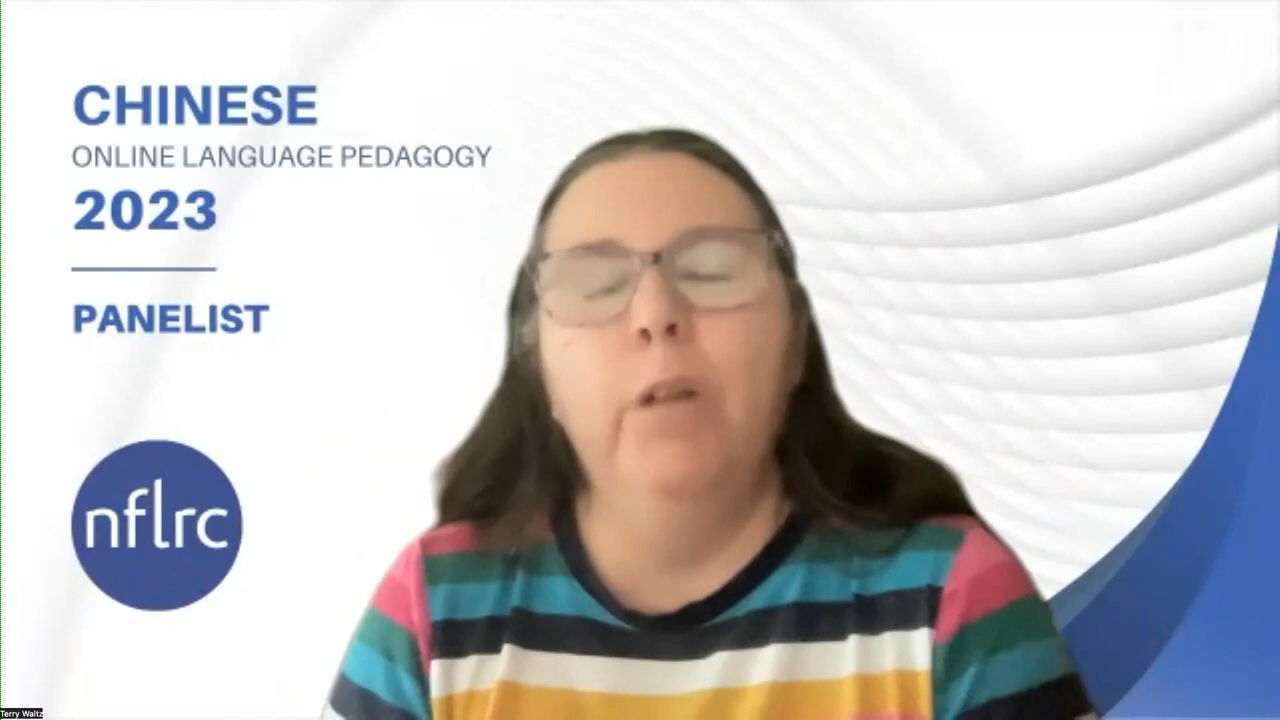 CHINESE
ONLINE LANGUAGE PEDAGOGY
2023
PANELIST
nflrc
Terry Waltz